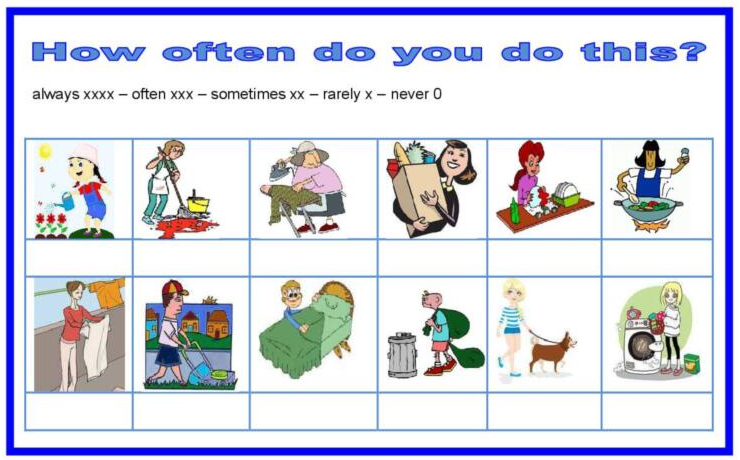 How often do you do this?
always xxxx – often xxx – sometimes xx – rarely x – never 0